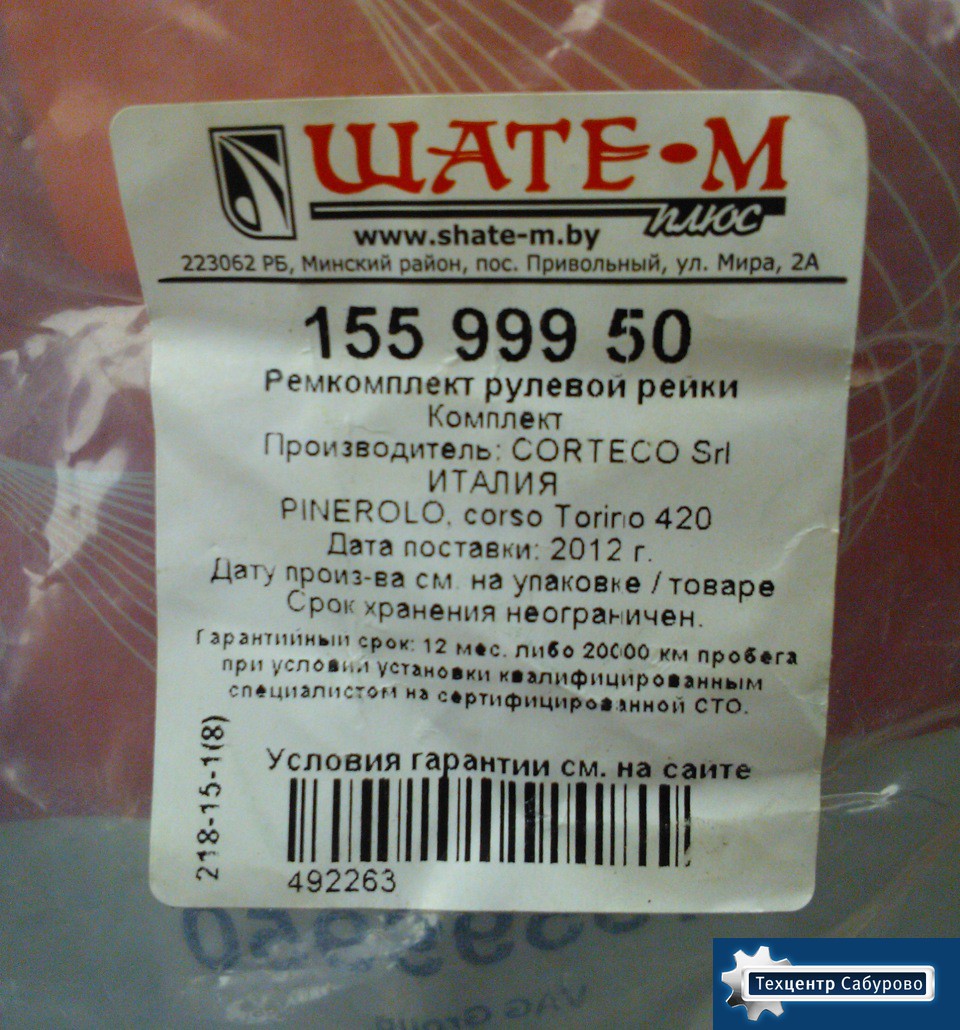 ШАТЕ-М
плюс
www.shate-m.by
223062 РБ, Минский район, пос. Привольный, ул. Мира, 2А
155 999 50
Ремкомплект рулевой рейки
Комплект
Производитель: CORTECO Srl
ИТАЛИЯ
PINEROLO, corso Torino 420
Дата поставки: 2012 г.
Дату произ-ва см. на упаковке / товаре
Срок хранения неограничен.
Гарантийный срок: 12 мес. либо 20000 км пробега
при условии установки квалифицированным
специалистом на сертифицированной СТО.
218-15-1(8)
Условия гарантии см. на сайте
492263
VAG Group
Техцентр Сабурово